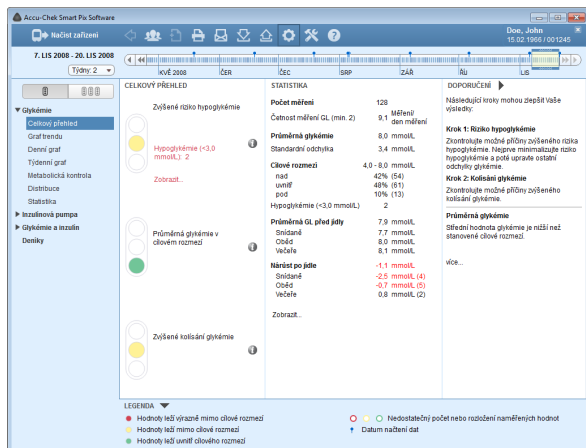 Accu-Chek Smart Pix Software
Načíst zařízení
Doe, John
15.02.1966 / 001245
7. LIS 2008 - 20. LIS 2008
Týdny: 2
KVĚ 2008
ČER
ČEC
SRP
ZÁŘ
ŘÍJ
LIS
Glykémie
Celkový přehled
Graf trendu
Denní graf
Týdenní graf
Metabolická kontrola
Distribuce
Statistika
Inzulínová pumpa
Glykémie a inzulín
Deníky
CELKOVÝ PŘEHLED
Zvýšené riziko hypoglykémie
Hypoglykémie (<3,0
mmol/L): 2
Zobrazit...
Průměrná glykémie v
cílovém rozmezí
Zvýšené kolísání glykémie
STATISTIKA
Počet měření 128
Četnost měření GL (min. 2) 9,1 Měření/
den měření
Průměrná glykémie 8,0 mmol/L
Standardní odchylka 3,4 mmol/L
Cílové rozmezí 4,0 - 8,0 mmol/L
nad 42% (54)
uvnitř 48% (61)
pod 10% (13)
Hypoglykémie (<3,0 mmol/L) 2
Průměrná GL před jídly 7,9 mmol/L
Snídaně 7,7 mmol/L
Oběd 8,0 mmol/L
Večeře 8,1 mmol/L
Nárůst po jídle -1,1 mmol/L
Snídaně -2,5 mmol/L (4)
Oběd -0,7 mmol/L (5)
Večeře 0,8 mmol/L (2)
Zobrazit...
DOPORUČENÍ
Následující kroky mohou zlepšit Vaše
výsledky:
Krok 1: Riziko hypoglykémie
Zkontrolujte možné příčiny zvýšeného rizika
hypoglykémie. Nejprve minimalizujte riziko
hypoglykémie a poté upravte ostatní
odchylky glykémie.
Krok 2: Kolísání glykémie
Zkontrolujte možné příčiny zvýšeného
kolísání glykémie.
Průměrná glykémie
Střední hodnota glykémie je nižší než
stanovené cílové rozmezí.
více...
LEGENDA
Hodnoty leží výrazně mimo cílové rozmezí
Hodnoty leží mimo cílové rozmezí
Hodnoty leží uvnitř cílového rozmezí
Nedostatečný počet nebo rozložení naměřených hodnot
Datum načtení dat